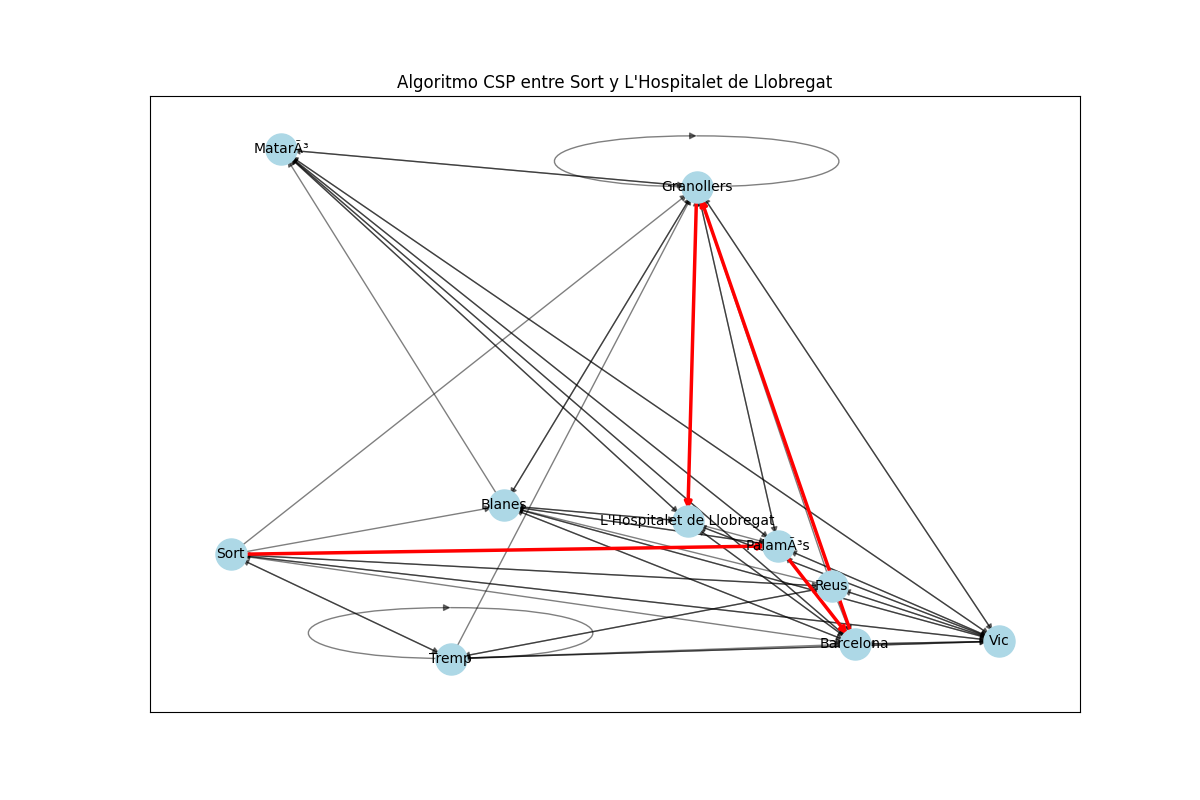 Algoritmo CSP entre Sort y L'Hospitalet de Llobregat
MatarÃ³
Granollers
Blanes
L'Hospitalet de Llobregat
PalamÃ³s
Sort
Reus
Vic
Barcelona
Tremp